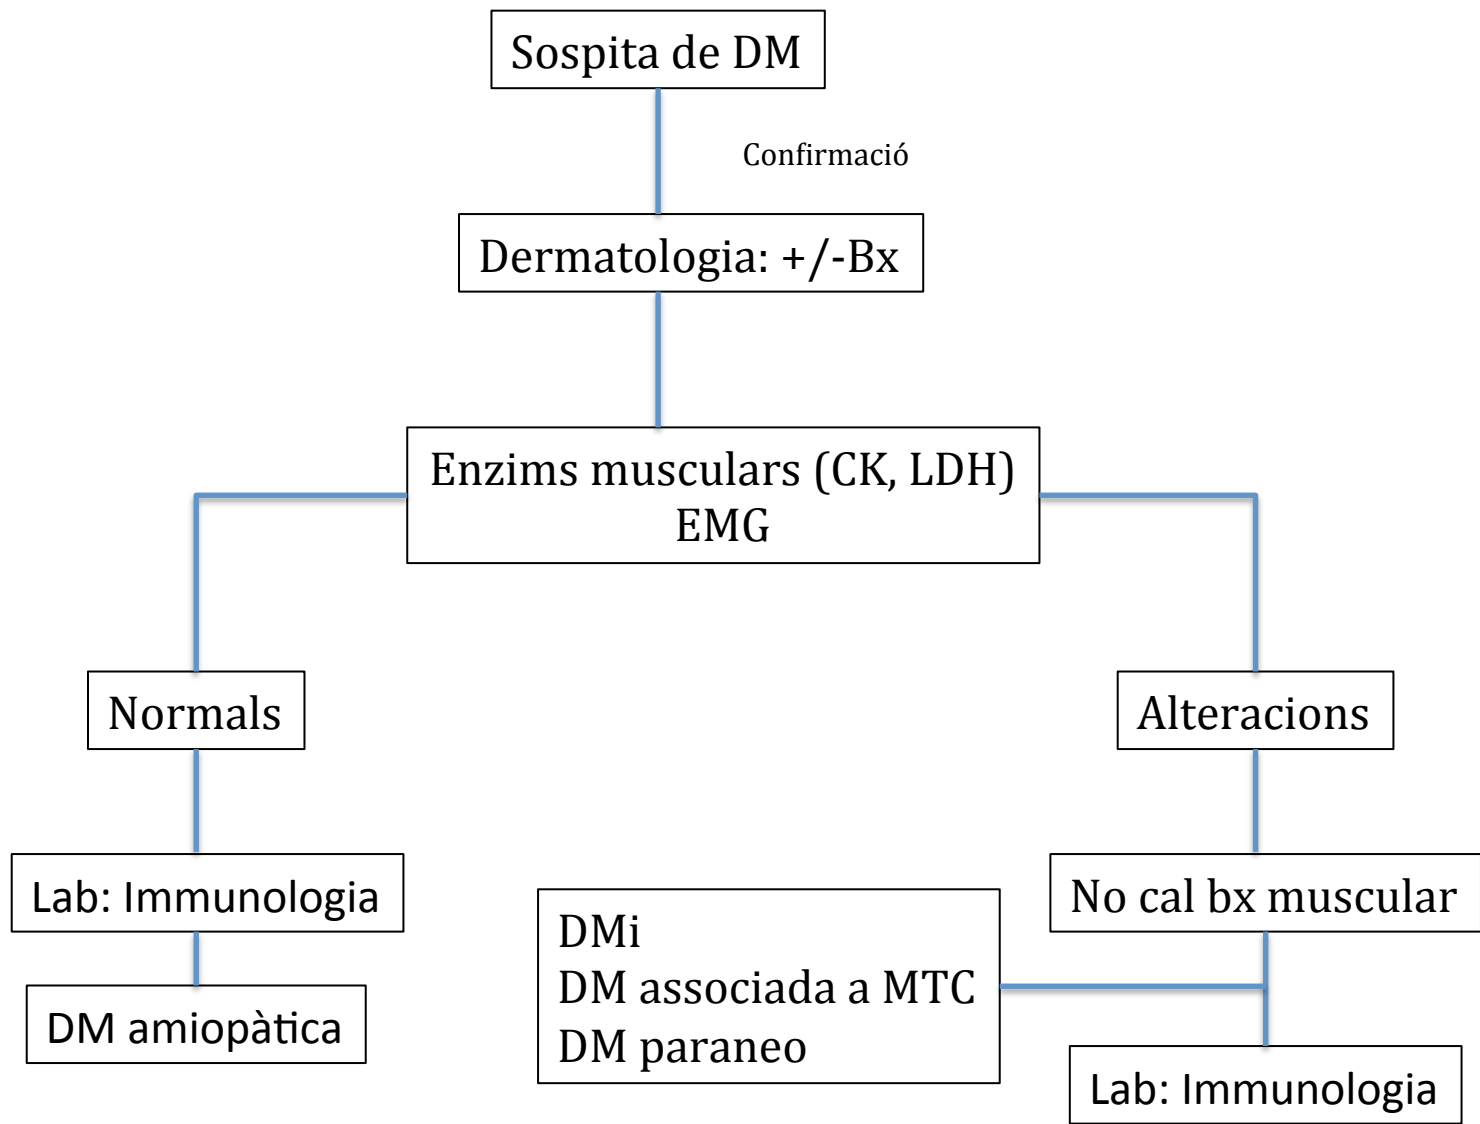 Sospita de DM
Confirmació
Dermatologia: +/-Bx
Enzims musculars (CK, LDH)
EMG
Normals
Alteracions
Lab: Immunologia
No cal bx muscular
DMi
DM associada a MTC
DM paraneo
DM amiopàtica
Lab: Immunologia